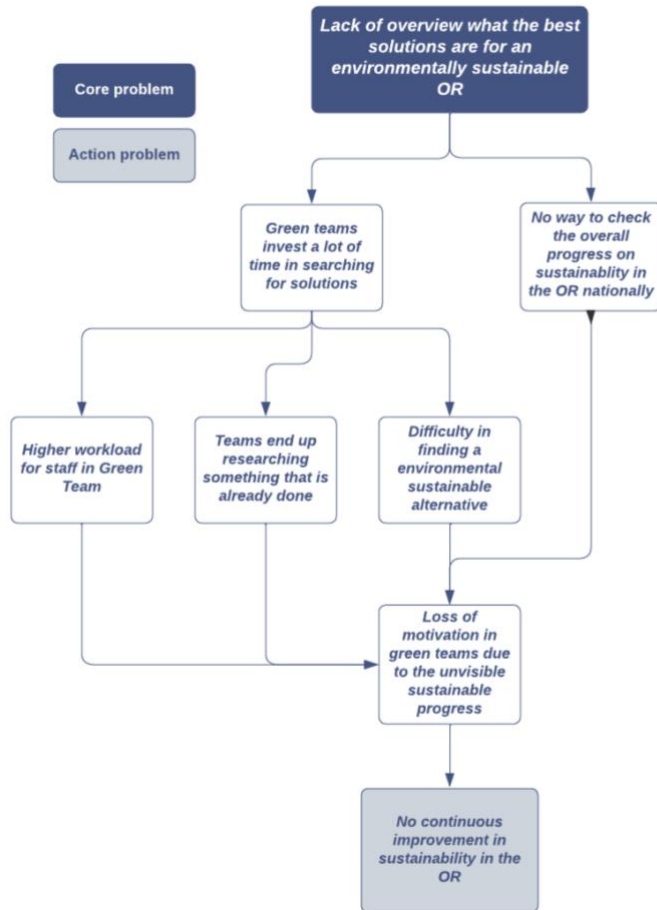 Lack of overview what the best
solutions are for an
environmentally sustainable
OR
Core problem
Action problem
Green teams
invest a lot of
time in searching
for solutions
No way to check
the overall
progress on
sustainablity in
the OR nationally
Higher workload
for staff in Green
Team
Teams end up
researching
something that is
already done
Difficulty in
finding a
environmental
sustainable
alternative
Loss of
motivation in
green teams due
to the unvisible
sustainable
progress
No continuous
improvement in
sustainability in the
OR